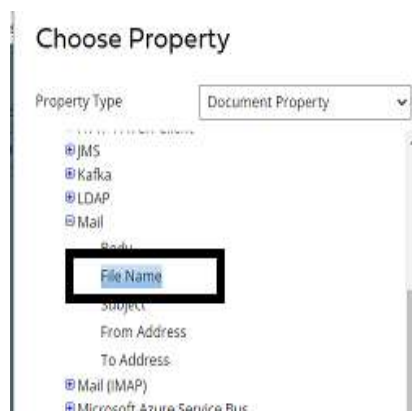 Choose Property
Property Type
Document Property
JMS
Kafka
LDAP
Mail
Body
File Name
Subject
From Address
To Address
Mail (IMAP)
Microsoft Azure Service Bus